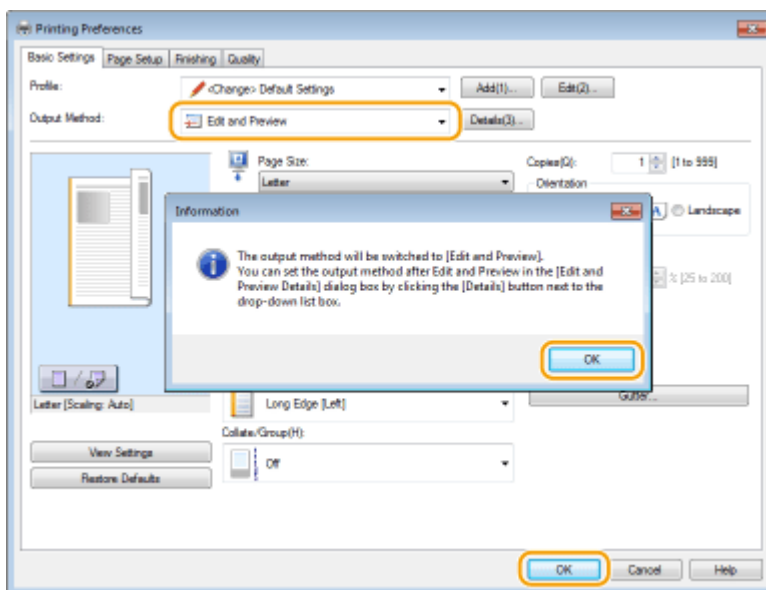 Printing Preferences
Basic Settings Page Setup Finishing Quality
Profile: <Change> Default Settings Add(1)... Edit(2)...
Output Method: Edit and Preview Details(3)...
Page Size: Copies(Q): 1 [1 to 999]
Letter Orientation
Information A Landscape
The output method will be switched to [Edit and Preview].
You can set the output method after Edit and Preview in the [Edit and
Preview Details] dialog box by clicking the [Details] button next to the
drop-down list box.
% [25 to 200]
OK
Letter [Scaling: Auto] Long Edge [Left] Gutter...
Collate/Group(H):
View Settings Off
Restore Defaults
OK Cancel Help